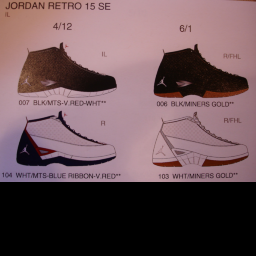 JORDAN RETRO 15 SE
IL
4/12
6/1
IL
R/FHL
007 BLK/MTS-V.RED-WHT**
006 BLK/MINERS GOLD**
R
R/FHL
104 WHT/MTS-BLUE RIBBON-V.RED**
103 WHT/MINERS GOLD**